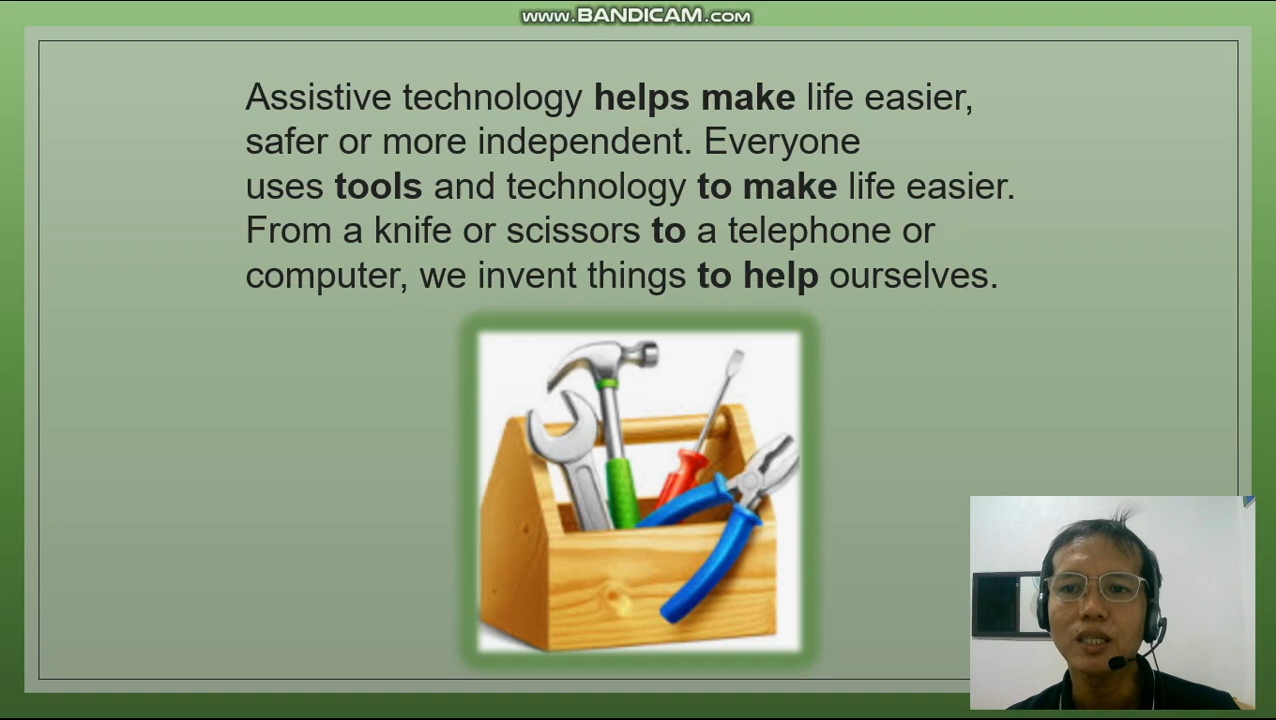 www.BANDICAM.com
Assistive technology helps make life easier,
safer or more independent. Everyone
uses tools and technology to make life easier.
From a knife or scissors to a telephone or
computer, we invent things to help ourselves.